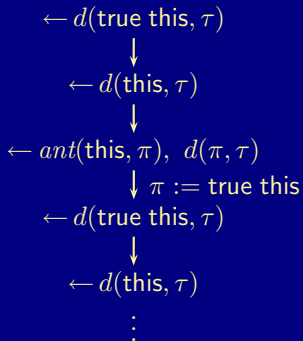 ← d(true this, τ)
← d(this, τ)
← ant(this, π), d(π, τ)
π := true this
← d(true this, τ)
← d(this, τ)
⋮